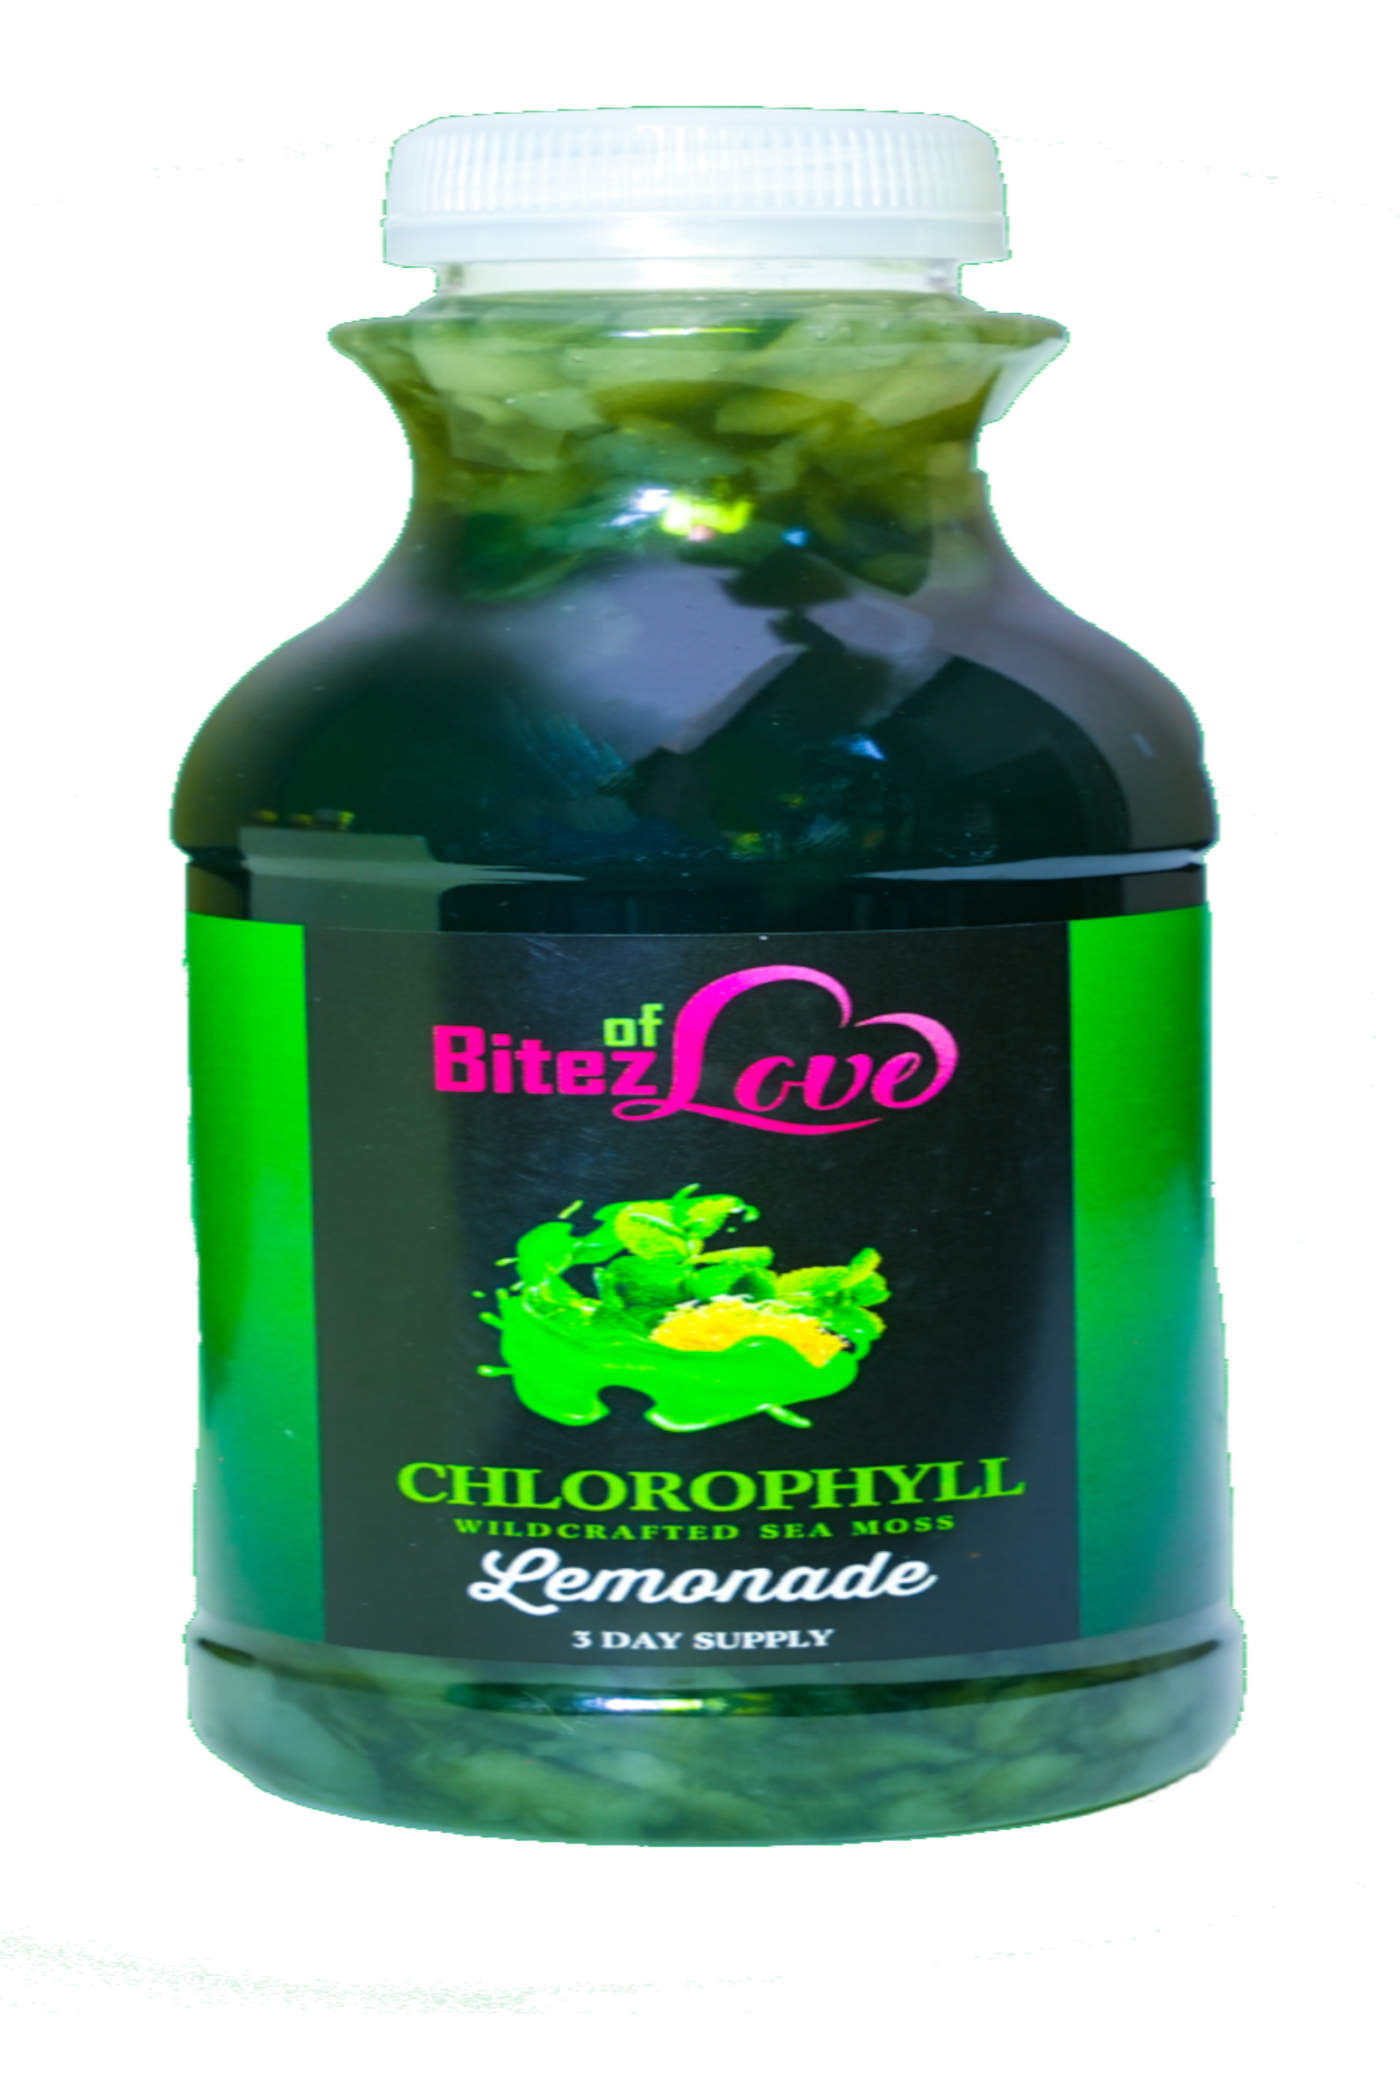 Bitez of Love
CHLOROPHYLL
WILDCRAFTED SEA MOSS
Lemonade
3 DAY SUPPLY